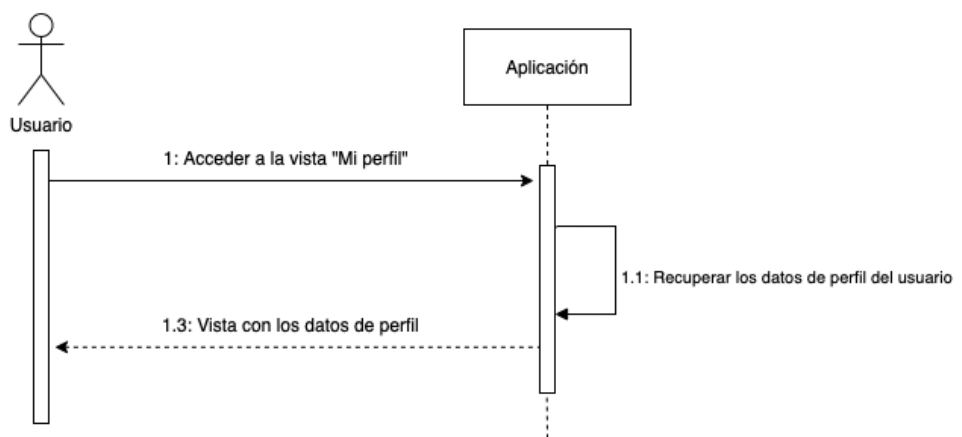 Aplicación
Usuario
1: Acceder a la vista "Mi perfil"
1.1: Recuperar los datos de perfil del usuario
1.3: Vista con los datos de perfil